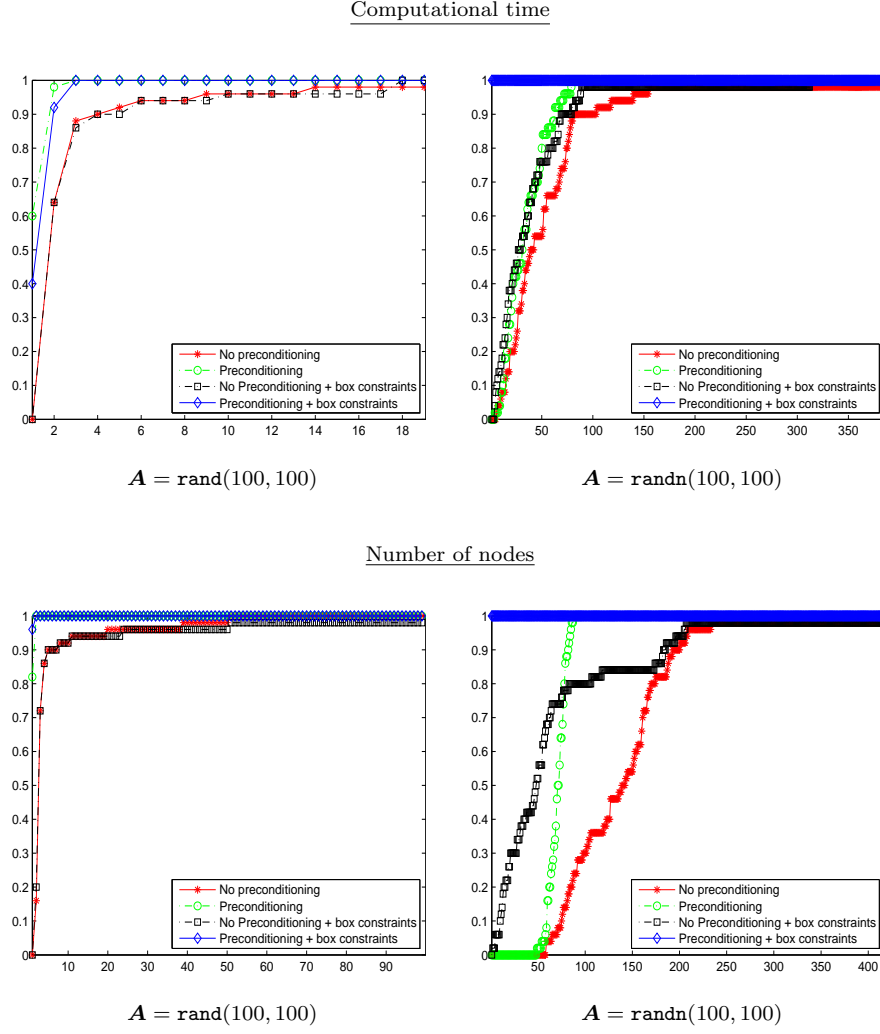 Computational time
1
0.9
0.8
0.7
0.6
0.5
0.4
0.3
0.2
0.1
0
No preconditioning
Preconditioning
No Preconditioning + box constraints
Preconditioning + box constraints
2 4 6 8 10 12 14 16 18
A = rand(100, 100)
1
0.9
0.8
0.7
0.6
0.5
0.4
0.3
0.2
0.1
0
No preconditioning
Preconditioning
No Preconditioning + box constraints
Preconditioning + box constraints
50 100 150 200 250 300 350
A = randn(100, 100)
Number of nodes
1
0.9
0.8
0.7
0.6
0.5
0.4
0.3
0.2
0.1
0
No preconditioning
Preconditioning
No Preconditioning + box constraints
Preconditioning + box constraints
10 20 30 40 50 60 70 80 90
A = rand(100, 100)
1
0.9
0.8
0.7
0.6
0.5
0.4
0.3
0.2
0.1
0
No preconditioning
Preconditioning
No Preconditioning + box constraints
Preconditioning + box constraints
50 100 150 200 250 300 350 400
A = randn(100, 100)